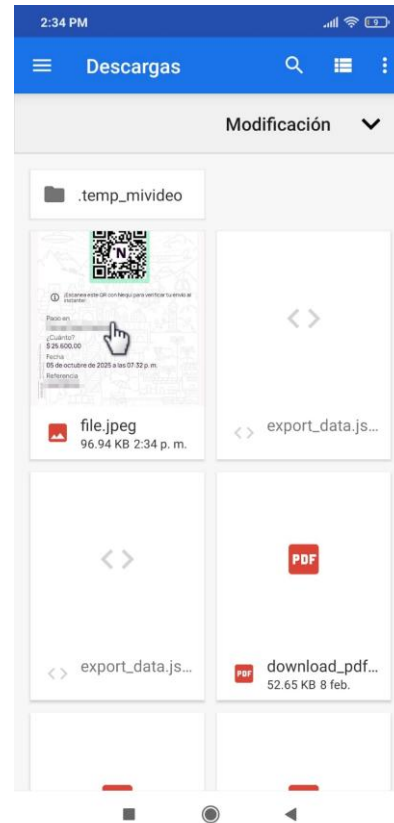 2:34 PM
9
Descargas
Modificación
.temp_mivideo
N
¡Escanea este QR con Nequi para verificar tu envío al instante!
Pago en
¿Cuánto?
$ 25.600,00
Fecha
05 de octubre de 2025 a las 07:32 p. m.
Referencia
file.jpeg
96.94 KB 2:34 p. m.
export_data.js...
export_data.js...
PDF
PDF
download_pdf...
52.65 KB 8 feb.